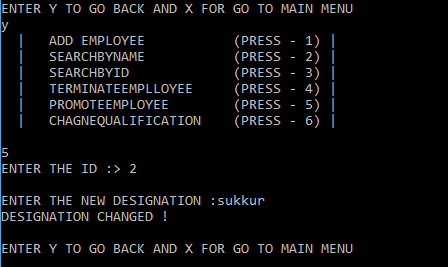 ENTER Y TO GO BACK AND X FOR GO TO MAIN MENU
y
| ADD EMPLOYEE (PRESS - 1) |
| SEARCHBYNAME (PRESS - 2) |
| SEARCHBYID (PRESS - 3) |
| TERMINATEEMPLLOYEE (PRESS - 4) |
| PROMOTEEMPLOYEE (PRESS - 5) |
| CHAGNEQUALIFICATION (PRESS - 6) |
5
ENTER THE ID :> 2
ENTER THE NEW DESIGNATION :sukkur
DESIGNATION CHANGED !
ENTER Y TO GO BACK AND X FOR GO TO MAIN MENU